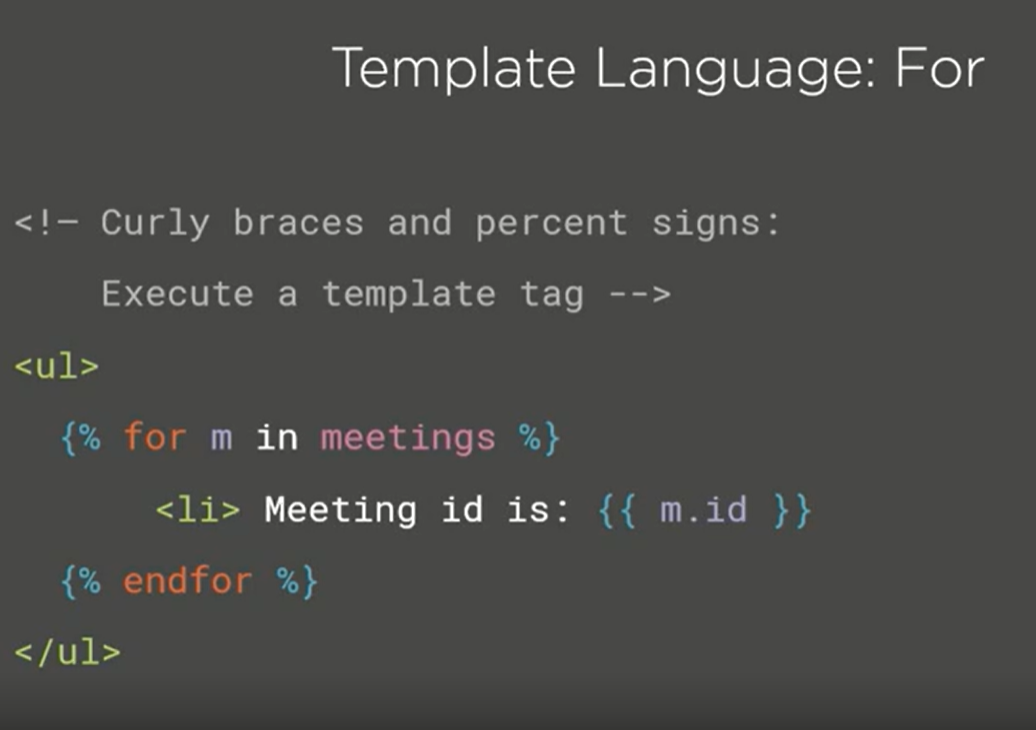 Template Language: For
<!— Curly braces and percent signs:
Execute a template tag -->
<ul>
{% for m in meetings %}
<li> Meeting id is: {{ m.id }}
{% endfor %}
</ul>